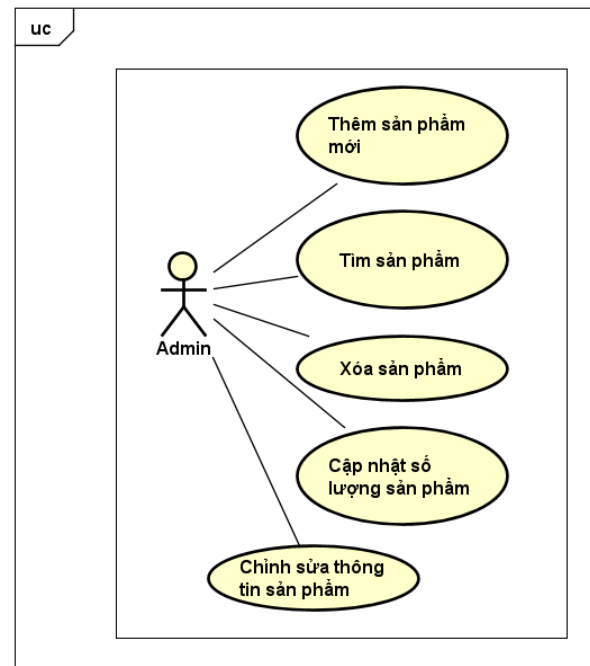 uc
Thêm sản phẩm
mới
Tìm sản phẩm
Admin
Xóa sản phẩm
Cập nhật số
lượng sản phẩm
Chỉnh sửa thông
tin sản phẩm